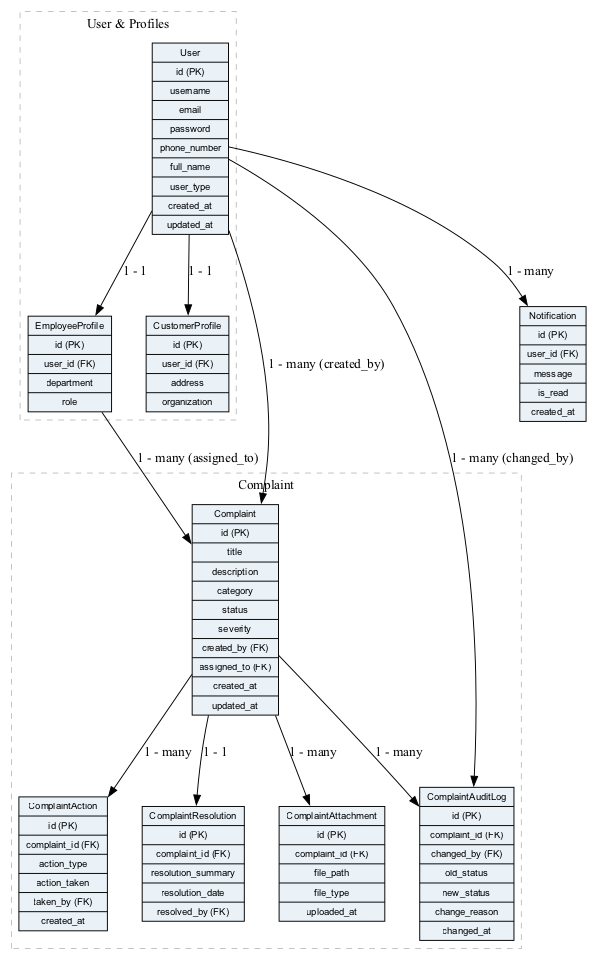 User & Profiles
User
id (PK)
username
email
password
phone_number
full_name
user_type
created_at
updated_at
1 - 1
1 - 1
1 - many
EmployeeProfile
id (PK)
user_id (FK)
department
role
CustomerProfile
id (PK)
user_id (FK)
address
organization
Notification
id (PK)
user_id (FK)
message
is_read
created_at
1 - many (created_by)
1 - many (assigned_to)
1 - many (changed_by)
Complaint
Complaint
id (PK)
title
description
category
status
severity
created_by (FK)
assigned_to (FK)
created_at
updated_at
1 - many
1 - 1
1 - many
1 - many
ComplaintAction
id (PK)
complaint_id (FK)
action_type
action_taken
taken_by (FK)
created_at
ComplaintResolution
id (PK)
complaint_id (FK)
resolution_summary
resolution_date
resolved_by (FK)
ComplaintAttachment
id (PK)
complaint_id (FK)
file_path
file_type
uploaded_at
ComplaintAuditLog
id (PK)
complaint_id (FK)
changed_by (FK)
old_status
new_status
change_reason
changed_at